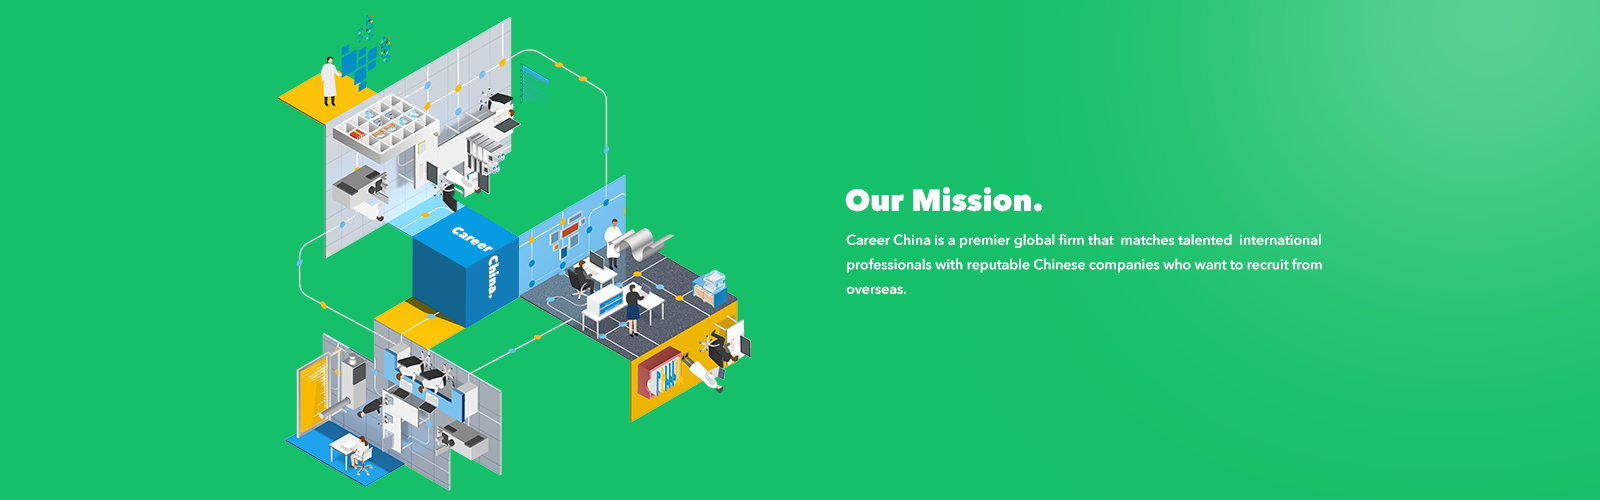 Career
China.
Our Mission.
Career China is a premier global firm that  matches talented  international
professionals with reputable Chinese companies who want to recruit from
overseas.